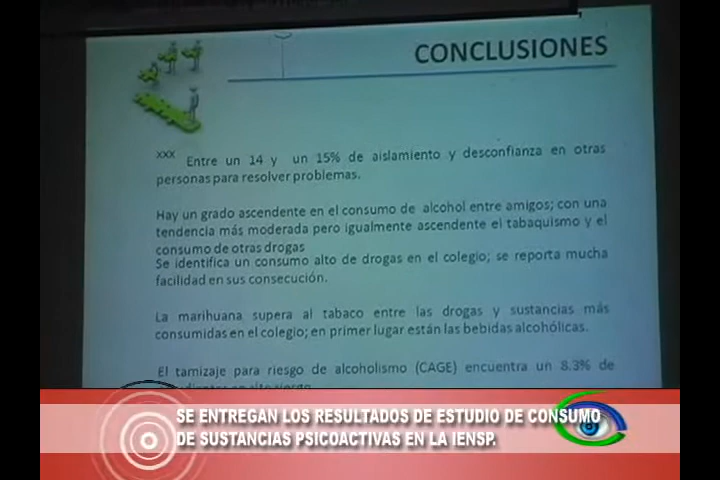 CONCLUSIONES
xxx Entre un 14 y un 15% de aislamiento y desconfianza en otras
personas para resolver problemas.
Hay un grado ascendente en el consumo de alcohol entre amigos; con una
tendencia más moderada pero igualmente ascendente el tabaquismo y el
consumo de otras drogas
Se identifica un consumo alto de drogas en el colegio; se reporta mucha
facilidad en sus consecución.
La marihuana supera al tabaco entre las drogas y sustancias más
consumidas en el colegio; en primer lugar están las bebidas alcohólicas.
El tamizaje para riesgo de alcoholismo (CAGE) encuentra un 8.3% de
SE ENTREGAN LOS RESULTADOS DE ESTUDIO DE CONSUMO
DE SUSTANCIAS PSICOACTIVAS EN LA IENSP.